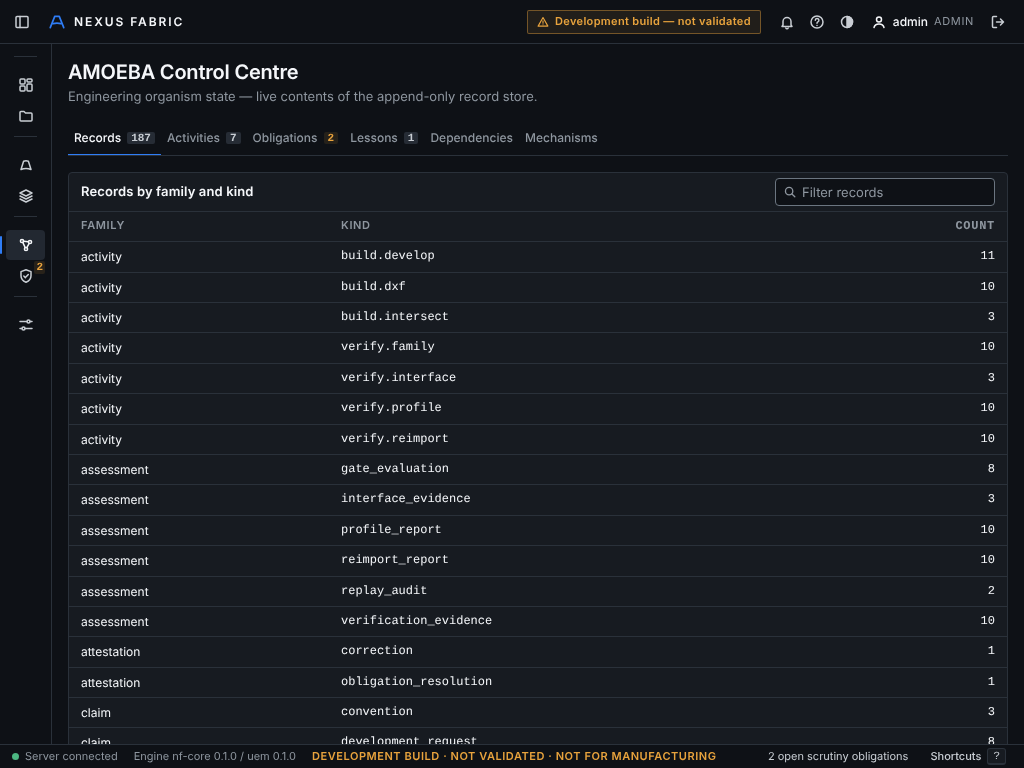 NEXUS FABRIC
Development build — not validated
admin ADMIN
AMOEBA Control Centre
Engineering organism state — live contents of the append-only record store.
Records 187 Activities 7 Obligations 2 Lessons 1 Dependencies Mechanisms
Records by family and kind
Filter records
FAMILY KIND COUNT
activity build.develop 11
activity build.dxf 10
2
activity build.intersect 3
activity verify.family 10
activity verify.interface 3
activity verify.profile 10
activity verify.reimport 10
assessment gate_evaluation 8
assessment interface_evidence 3
assessment profile_report 10
assessment reimport_report 10
assessment replay_audit 2
assessment verification_evidence 10
attestation correction 1
attestation obligation_resolution 1
claim convention 3
claim development_request 8
Server connected Engine nf-core 0.1.0 / uem 0.1.0 DEVELOPMENT BUILD · NOT VALIDATED · NOT FOR MANUFACTURING 2 open scrutiny obligations Shortcuts ?